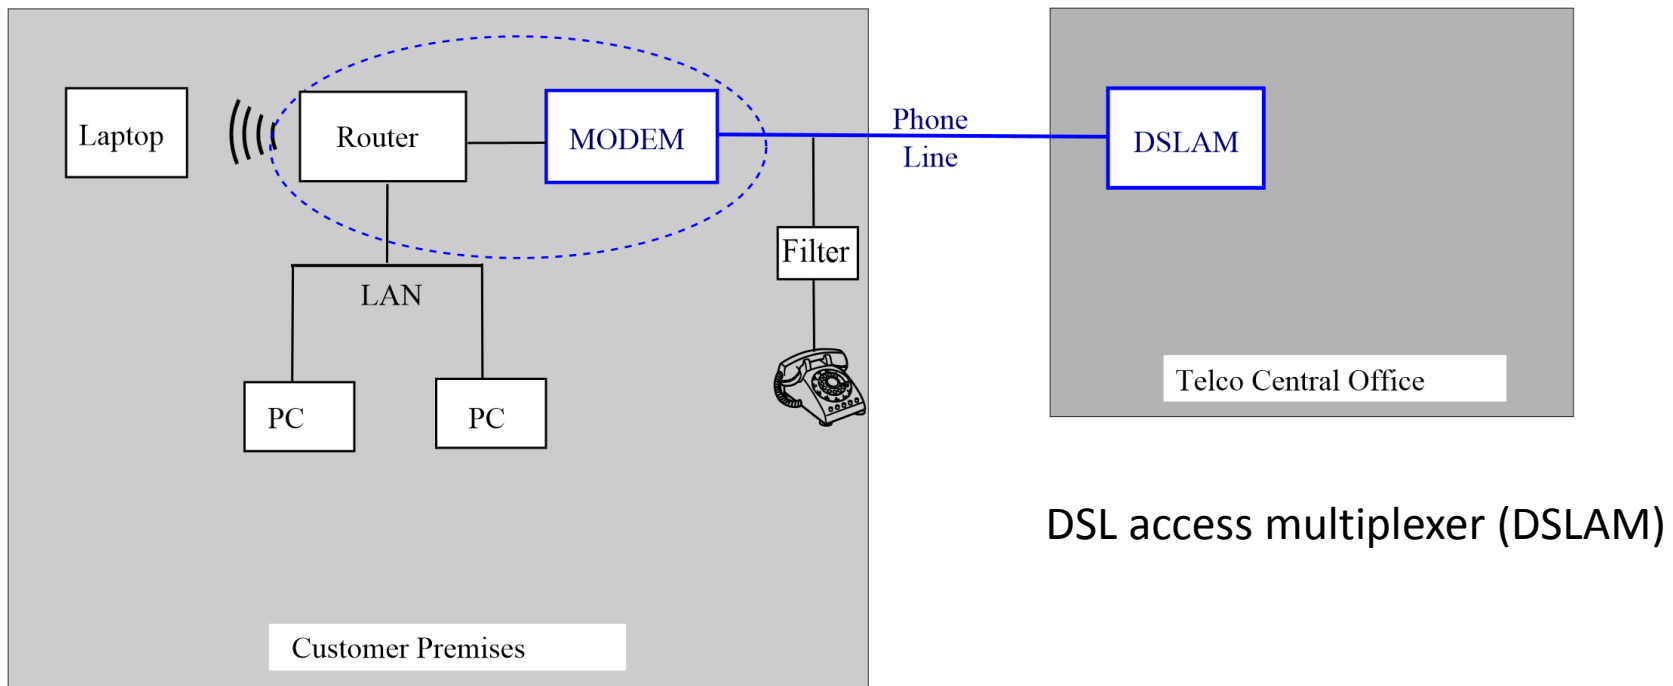 Laptop
Router
MODEM
Phone
Line
DSLAM
Filter
LAN
PC
PC
Telco Central Office
DSL access multiplexer (DSLAM)
Customer Premises